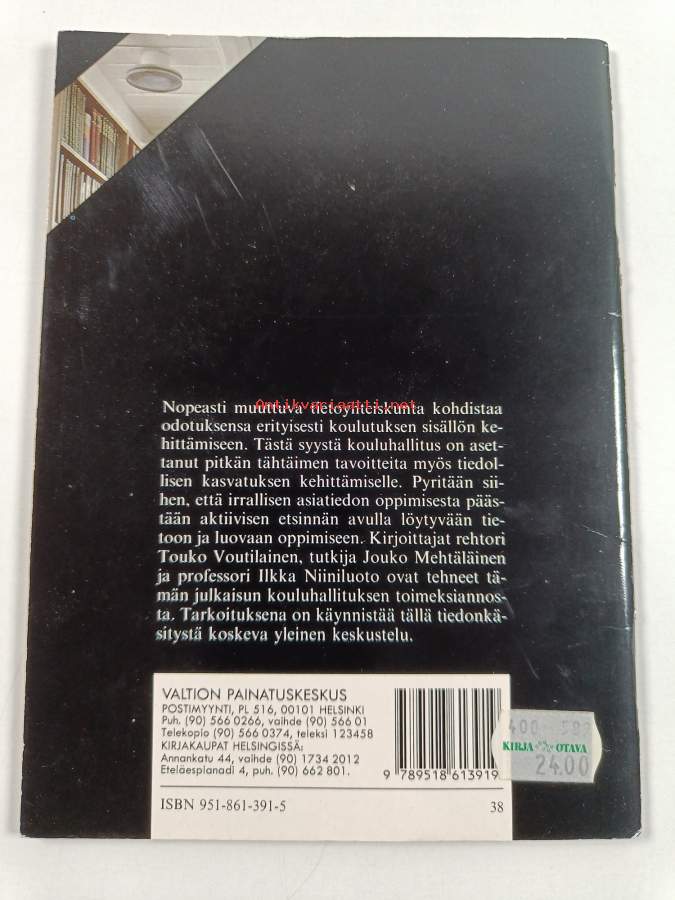 Antikvariaatti.net
Nopeasti muuttuva tietoyhteiskunta kohdistaa
odotuksensa erityisesti koulutuksen sisällön ke-
hittämiseen. Tästä syystä kouluhallitus on aset-
tanut pitkän tähtäimen tavoitteita myös tiedol-
lisen kasvatuksen kehittämiselle. Pyritään sii-
hen, että irrallisen asiatiedon oppimisesta pääs-
tään aktiivisen etsinnän avulla löytyvään tie-
toon ja luovaan oppimiseen. Kirjoittajat rehtori
Touko Voutilainen, tutkija Jouko Mehtäläinen
ja professori Ilkka Niiniluoto ovat tehneet tä-
män julkaisun kouluhallituksen toimeksiannos-
ta. Tarkoituksena on käynnistää tällä tiedonkä-
sitystä koskeva yleinen keskustelu.
VALTION PAINATUSKESKUS
POSTIMYYNTI, PL 516, 00101 HELSINKI
Puh. (90) 566 0266, vaihde (90) 566 01
Telekopio (90) 566 0374, teleksi 123458
KIRJAKAUPAT HELSINGISSÄ:
Annankatu 44, vaihde (90) 1734 2012
Eteläesplanadi 4, puh. (90) 662 801.
9 789518 613919
KIRJA OTAVA
24.00
ISBN 951-861-391-5 38